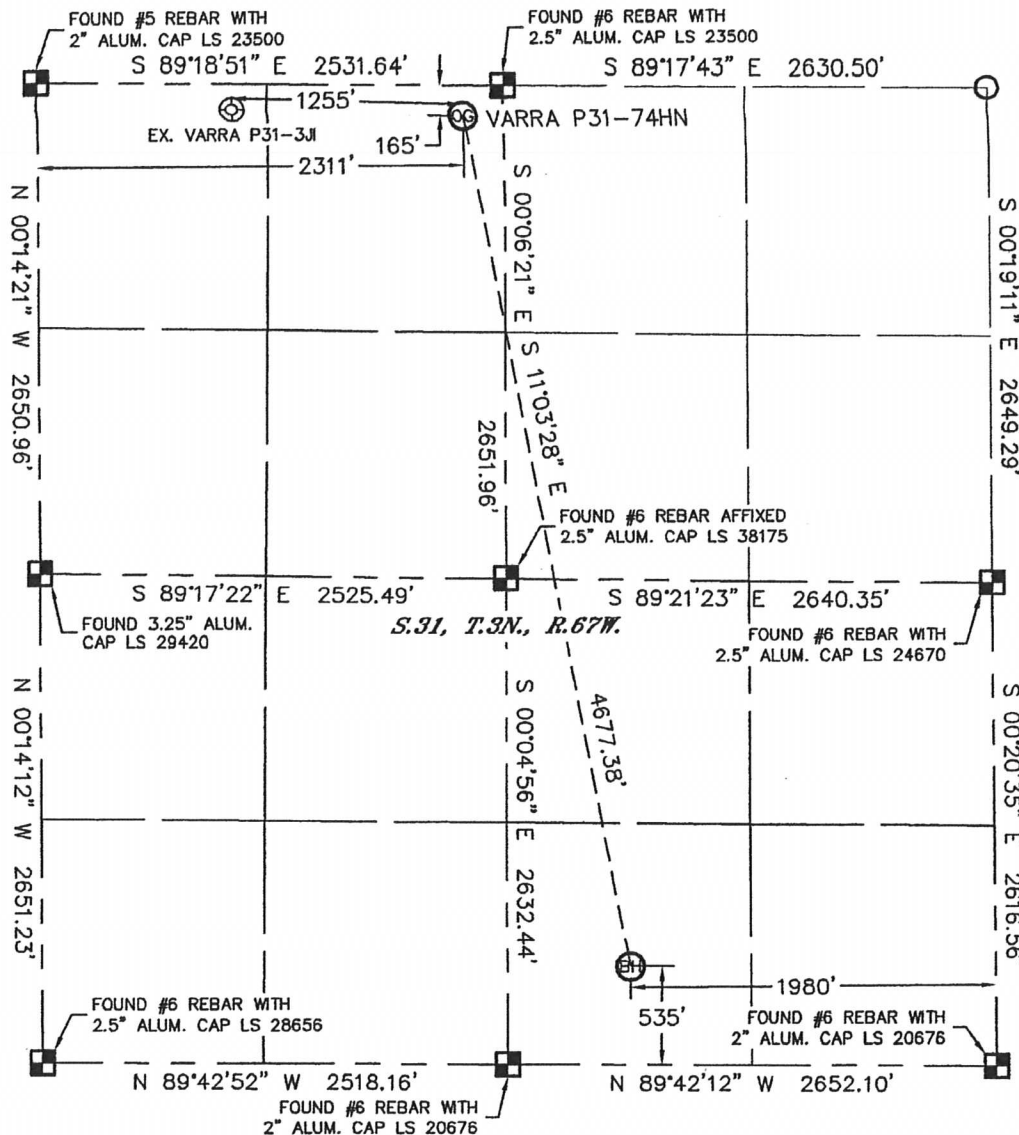 FOUND #5 REBAR WITH
2" ALUM. CAP LS 23500
FOUND #6 REBAR WITH
2.5" ALUM. CAP LS 23500
S 89°18'51" E 2531.64'
S 89°17'43" E 2630.50'
1255'
OG VARRA P31-74HN
EX. VARRA P31-3JI
165'
2311'
N 00°14'21" W 2650.96'
S 00°06'21" E
2651.96'
S 11°03'28" E
4677.38'
S 00°19'11" E 2649.29'
FOUND #6 REBAR AFFIXED
2.5" ALUM. CAP LS 38175
S 89°17'22" E 2525.49'
S 89°21'23" E 2640.35'
FOUND 3.25" ALUM.
CAP LS 29420
S.31, T.3N., R.67W.
FOUND #6 REBAR WITH
2.5" ALUM. CAP LS 24670
N 00°14'12" W 2651.23'
S 00°04'56" E 2632.44'
S 00°20'35" E 2616.56'
BH
1980'
535'
FOUND #6 REBAR WITH
2.5" ALUM. CAP LS 28656
FOUND #6 REBAR WITH
2" ALUM. CAP LS 20676
N 89°42'52" W 2518.16'
N 89°42'12" W 2652.10'
FOUND #6 REBAR WITH
2" ALUM. CAP LS 20676